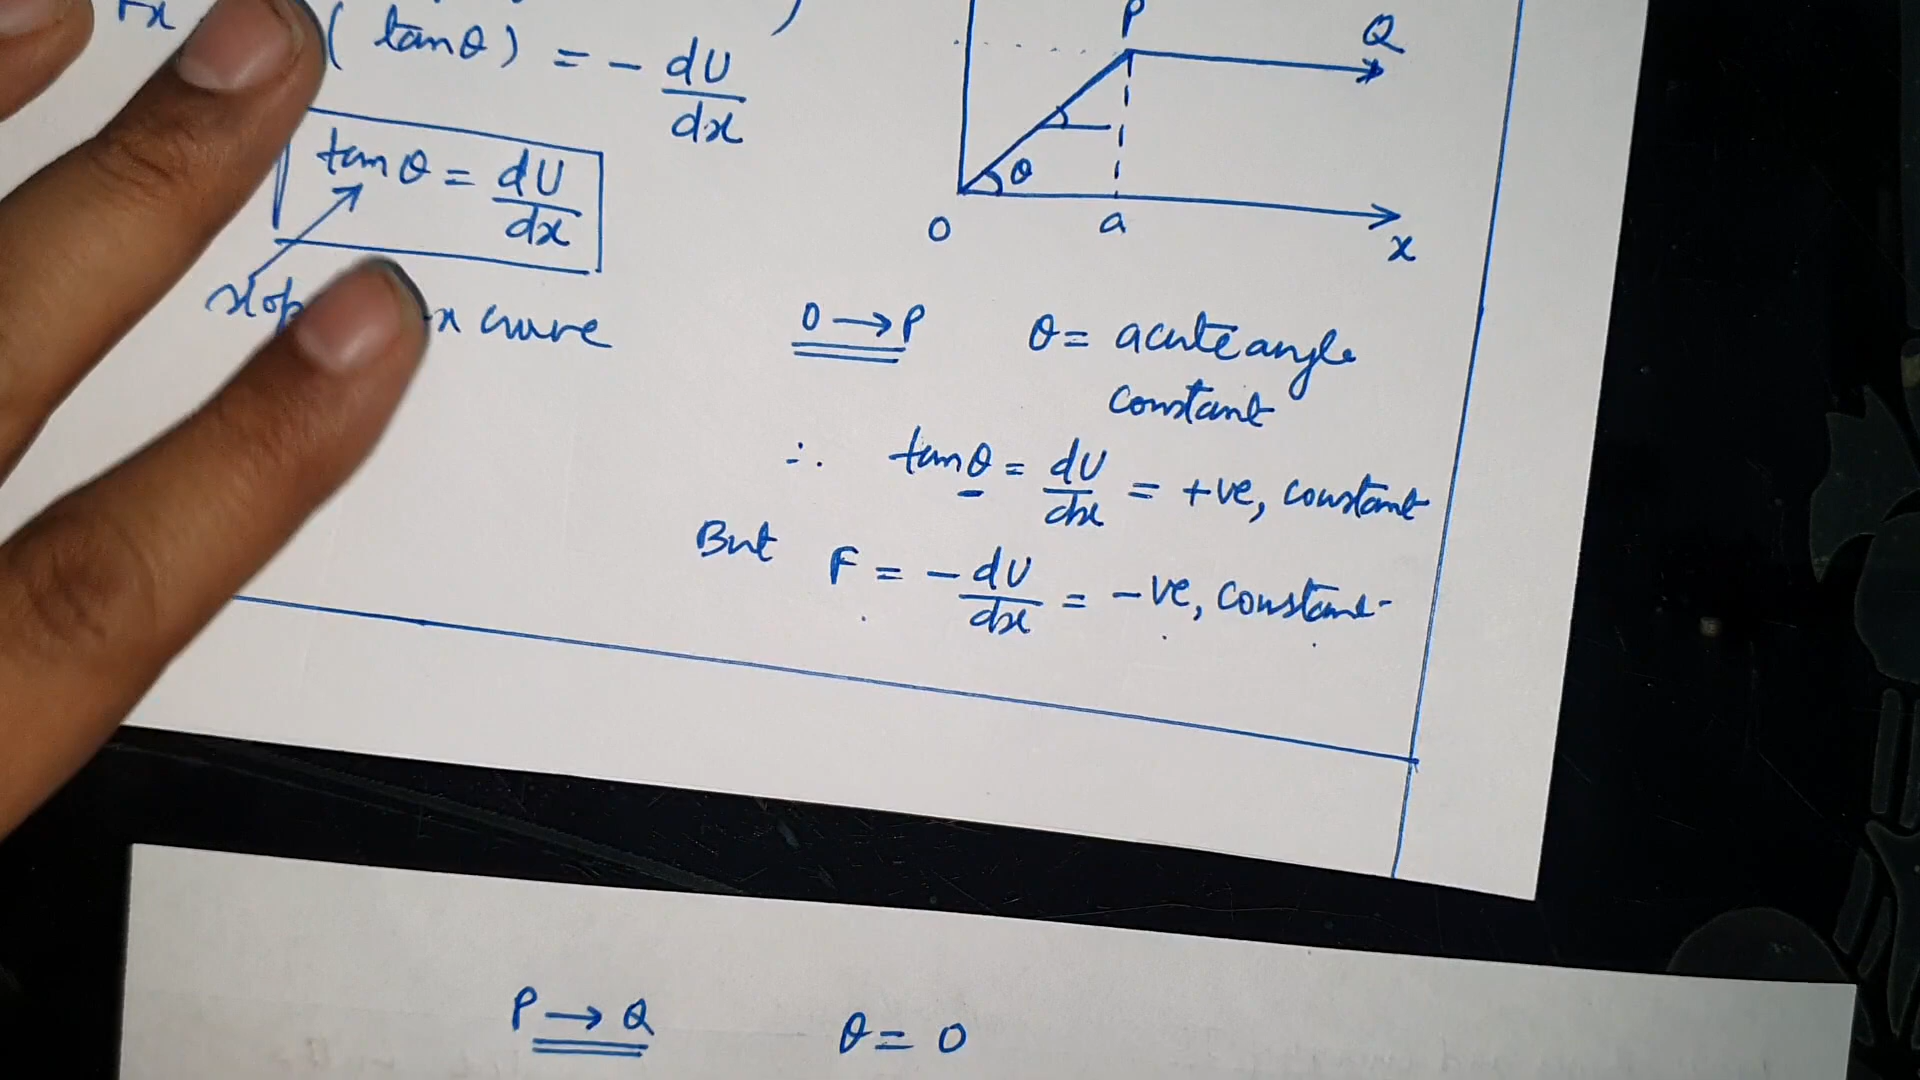 (tanθ) = - dU/dx
tanθ = dU/dx
x curve
P
Q
θ
O
a
x
O → P
θ = acute angle
constant
∴ tanθ = dU/dx = +ve, constant
But F = - dU/dx = -ve, constant
P → Q
θ = 0